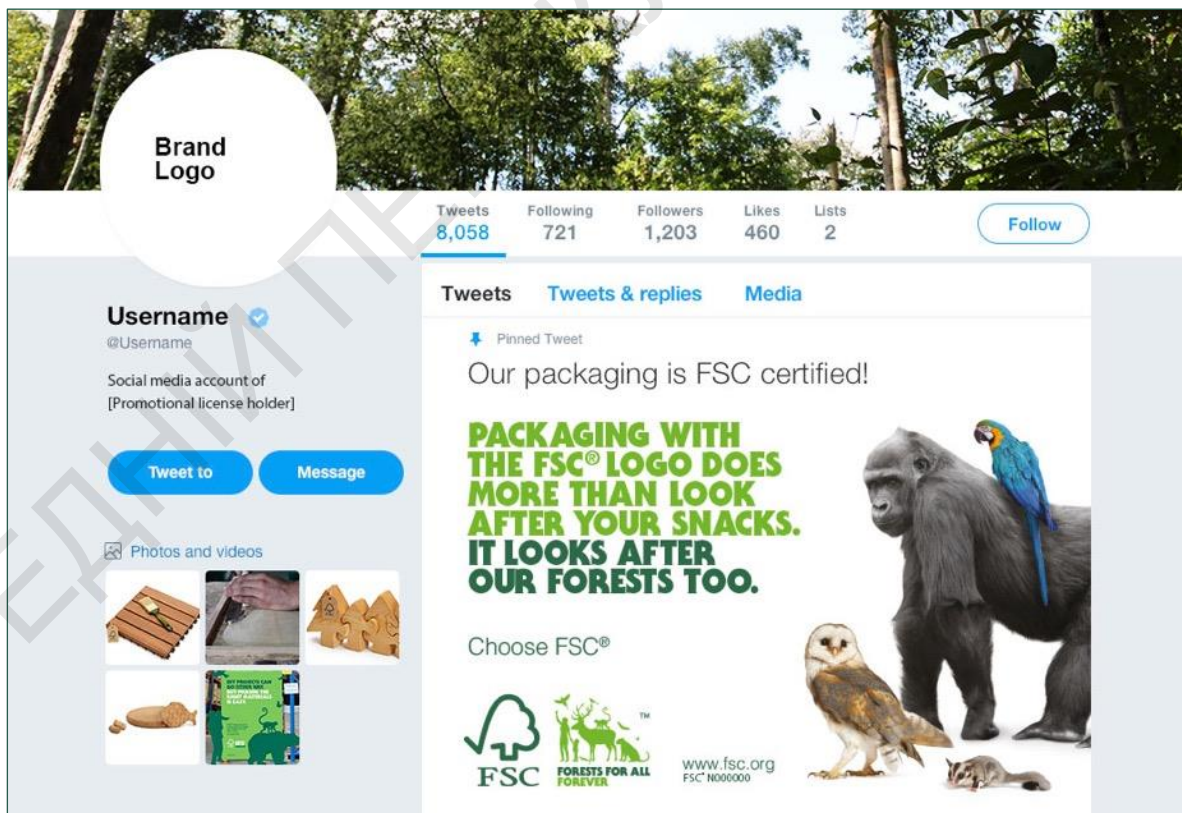 Brand
Logo
Tweets
8,058
Following
721
Followers
1,203
Likes
460
Lists
2
Follow
Username
@Username
Social media account of
[Promotional license holder]
Tweet to
Message
Photos and videos
Tweets
Tweets & replies
Media
Pinned Tweet
Our packaging is FSC certified!
PACKAGING WITH
THE FSC® LOGO DOES
MORE THAN LOOK
AFTER YOUR SNACKS.
IT LOOKS AFTER
OUR FORESTS TOO.
Choose FSC®
FSC
FORESTS FOR ALL
FOREVER
™
www.fsc.org
FSC® N000000